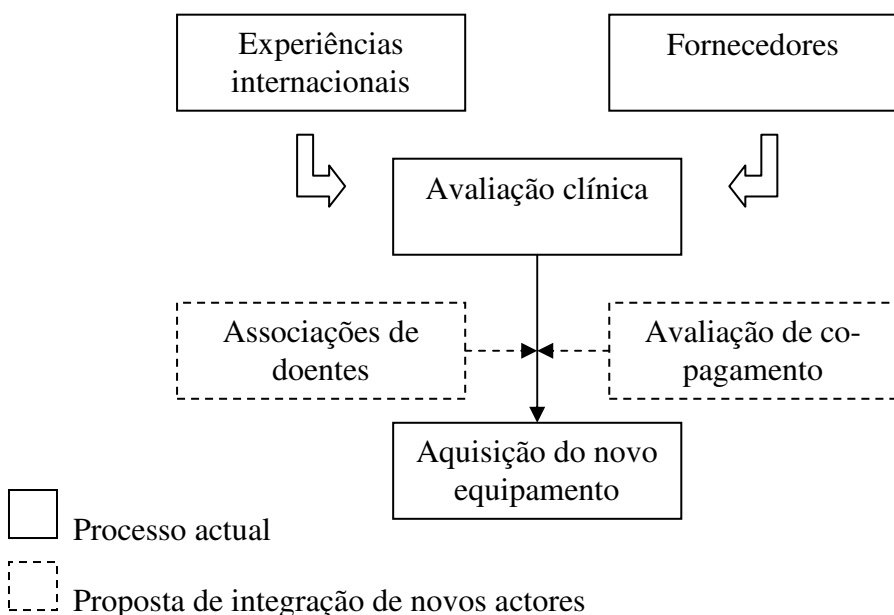 Experiências
internacionais
Fornecedores
Avaliação clínica
Associações de
doentes
Avaliação de co-
pagamento
Aquisição do novo
equipamento
Processo actual
Proposta de integração de novos actores